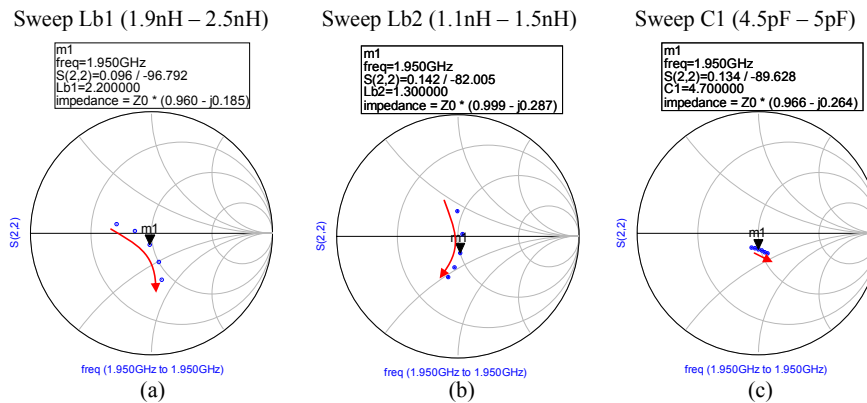 Sweep Lb1 (1.9nH – 2.5nH)
m1
freq=1.950GHz
S(2,2)=0.096 / -96.792
Lb1=2.200000
impedance = Z0 * (0.960 - j0.185)
m1
S(2,2)
freq (1.950GHz to 1.950GHz)
(a)
Sweep Lb2 (1.1nH – 1.5nH)
m1
freq=1.950GHz
S(2,2)=0.142 / -82.005
Lb2=1.300000
impedance = Z0 * (0.999 - j0.287)
m1
S(2,2)
freq (1.950GHz to 1.950GHz)
(b)
Sweep C1 (4.5pF – 5pF)
m1
freq=1.950GHz
S(2,2)=0.134 / -89.628
C1=4.700000
impedance = Z0 * (0.966 - j0.264)
m1
S(2,2)
freq (1.950GHz to 1.950GHz)
(c)